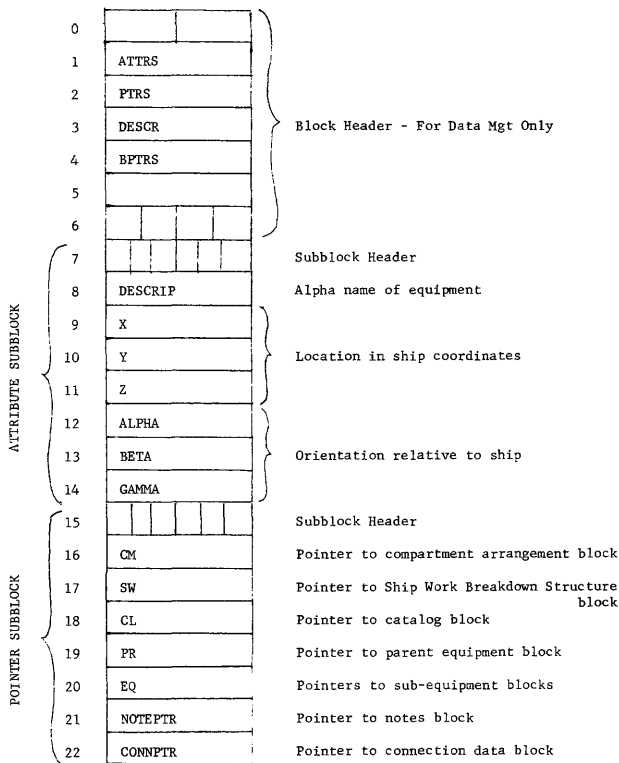 0
1 ATTRS
2 PTRS
3 DESCR Block Header - For Data Mgt Only
4 BPTRS
5
6
7 Subblock Header
8 DESCRIP Alpha name of equipment
9 X
10 Y Location in ship coordinates
11 Z
12 ALPHA
13 BETA Orientation relative to ship
14 GAMMA
ATTRIBUTE SUBBLOCK
15 Subblock Header
16 CM Pointer to compartment arrangement block
17 SW Pointer to Ship Work Breakdown Structure
block
18 CL Pointer to catalog block
19 PR Pointer to parent equipment block
20 EQ Pointers to sub-equipment blocks
21 NOTEPTR Pointer to notes block
22 CONNPTR Pointer to connection data block
POINTER SUBBLOCK